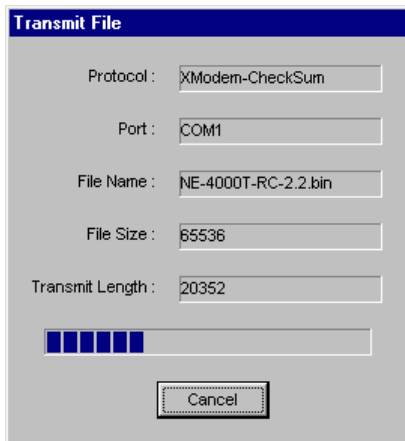 Transmit File
Protocol : XModem-CheckSum
Port : COM1
File Name : NE-4000T-RC-2.2.bin
File Size : 65536
Transmit Length : 20352
Cancel